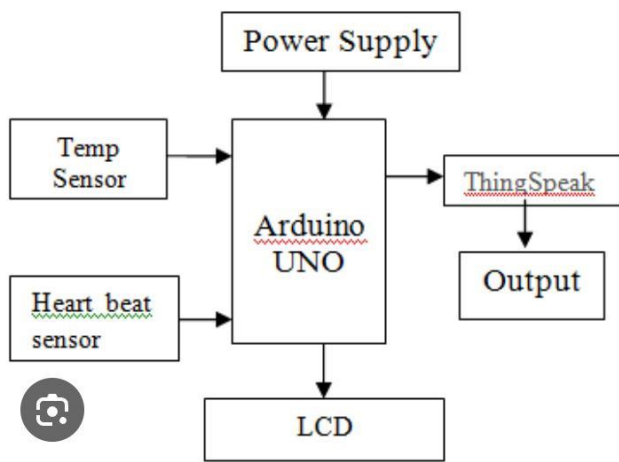 Power Supply
Temp
Sensor
Arduino
UNO
ThingSpeak
Output
Heart beat
sensor
LCD